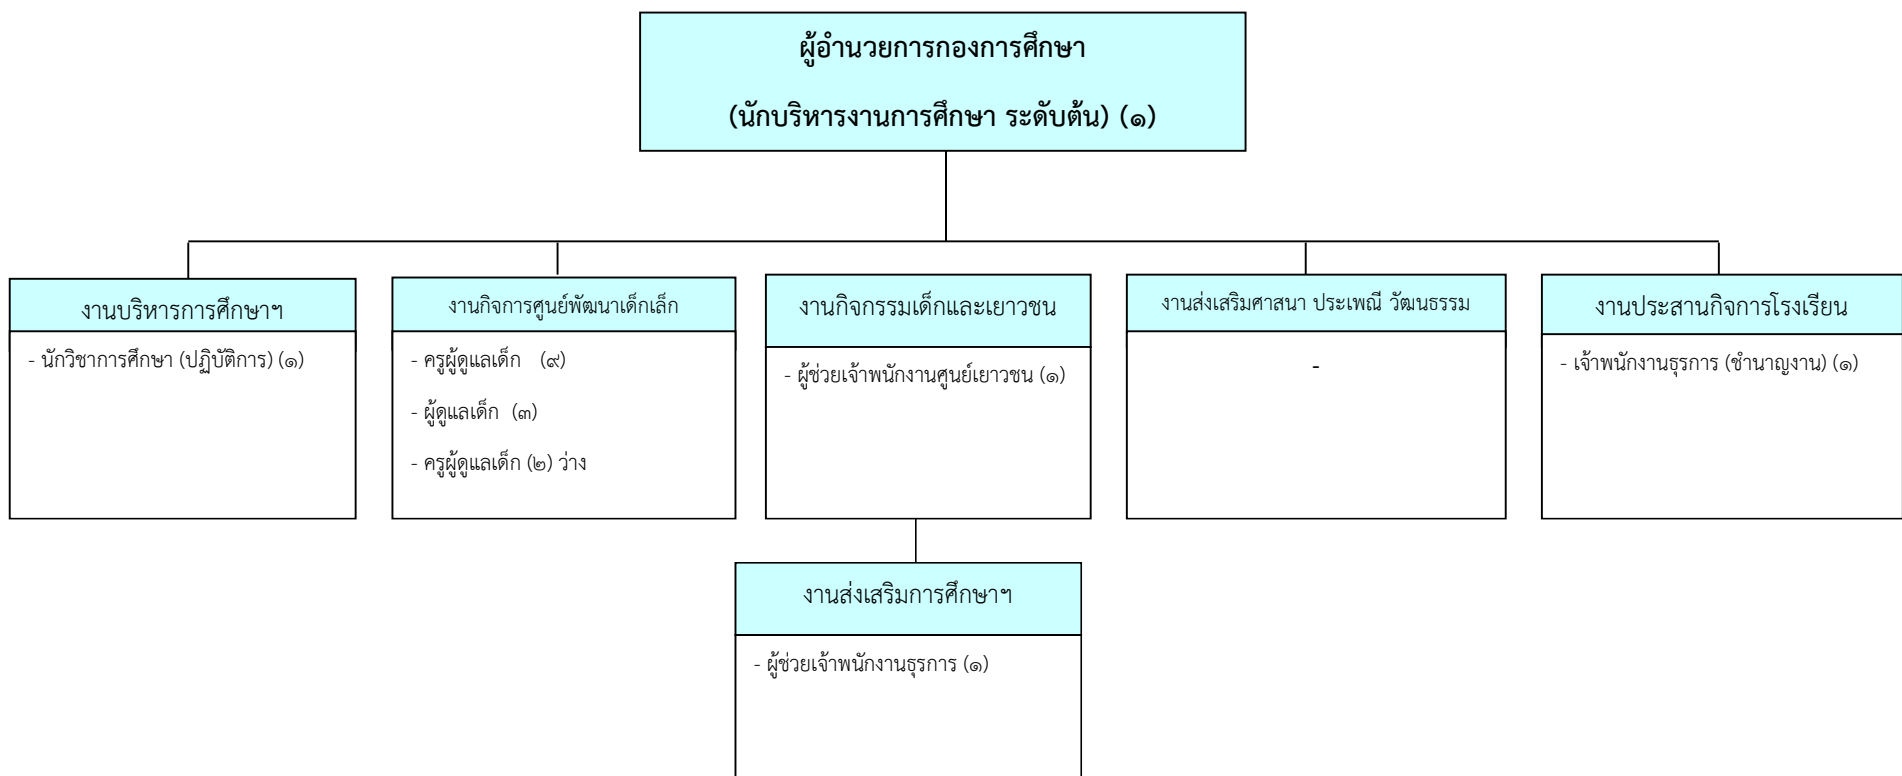 ผู้อำนวยการกองการศึกษา
(นักบริหารงานการศึกษา ระดับต้น) (๑)
งานบริหารการศึกษาฯ
- นักวิชาการศึกษา (ปฏิบัติการ) (๑)
งานกิจการศูนย์พัฒนาเด็กเล็ก
- ครูผู้ดูแลเด็ก (๙)
- ผู้ดูแลเด็ก (๓)
- ครูผู้ดูแลเด็ก (๒) ว่าง
งานกิจกรรมเด็กและเยาวชน
- ผู้ช่วยเจ้าพนักงานศูนย์เยาวชน (๑)
งานส่งเสริมศาสนา ประเพณี วัฒนธรรม
-
งานประสานกิจการโรงเรียน
- เจ้าพนักงานธุรการ (ชำนาญงาน) (๑)
งานส่งเสริมการศึกษาฯ
- ผู้ช่วยเจ้าพนักงานธุรการ (๑)